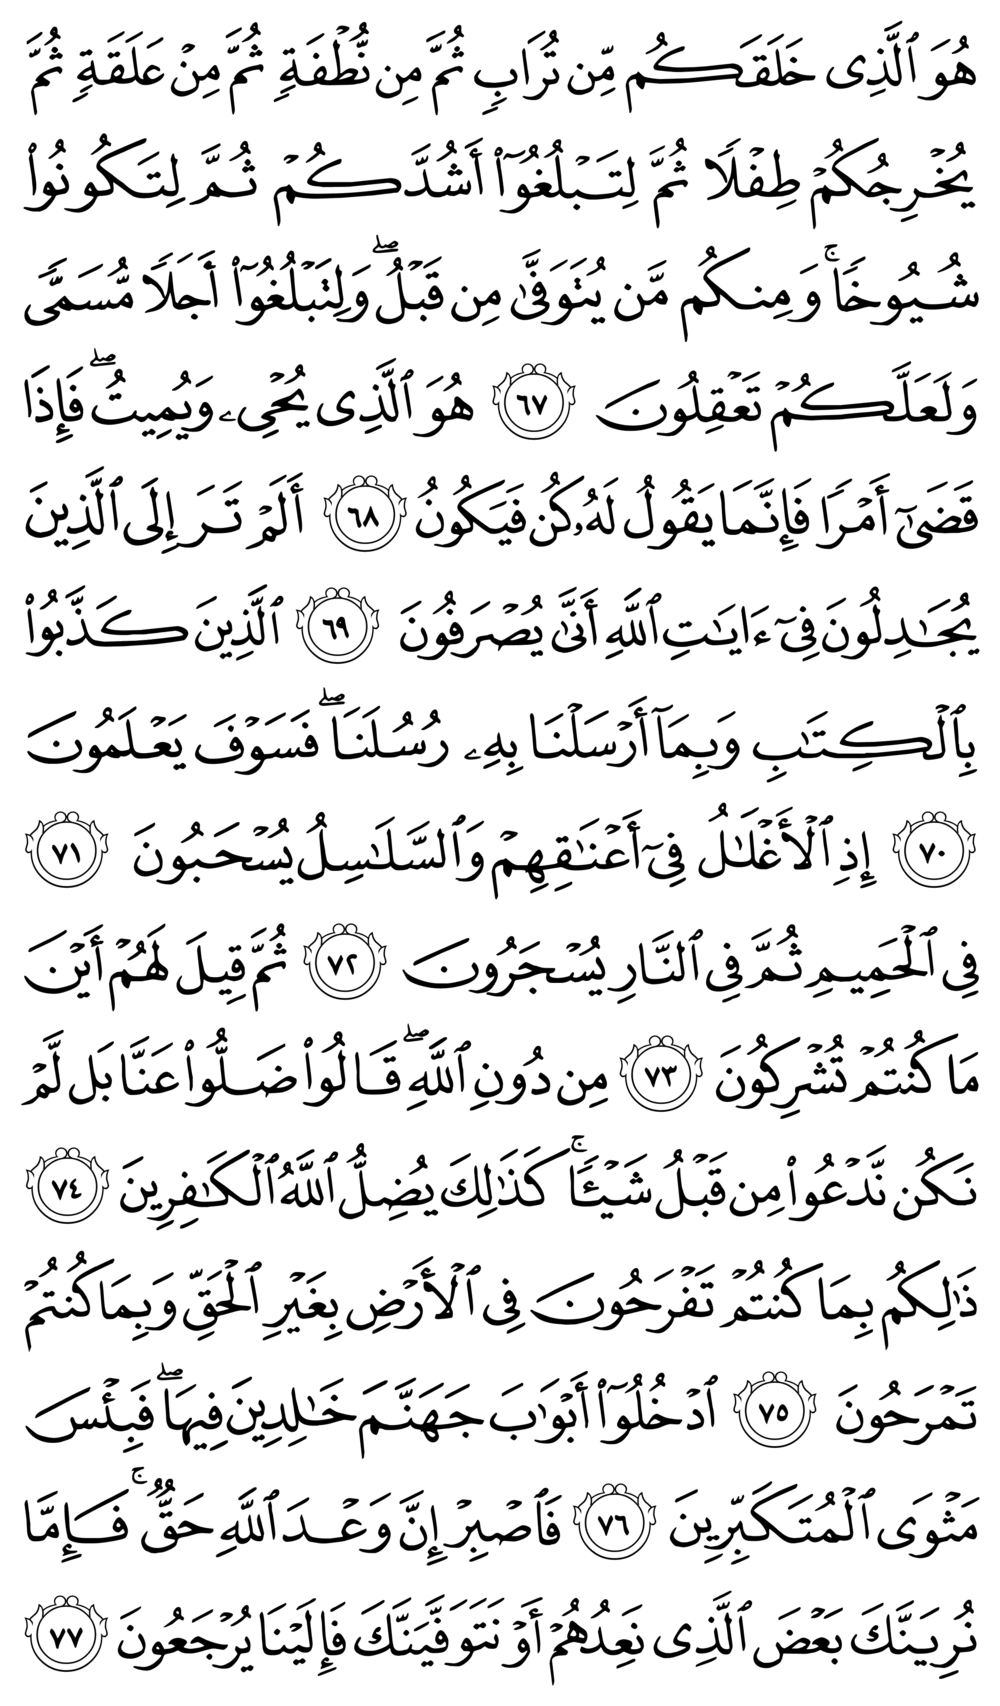 هُوَ ٱلَّذِى خَلَقَكُم مِّن تُرَابٍ ثُمَّ مِن نُّطْفَةٍ ثُمَّ مِنْ عَلَقَةٍ ثُمَّ
يُخْرِجُكُمْ طِفْلًا ثُمَّ لِتَبْلُغُوٓا۟ أَشُدَّكُمْ ثُمَّ لِتَكُونُوا۟
شُيُوخًا ۚ وَمِنكُم مَّن يُتَوَفَّىٰ مِن قَبْلُ ۖ وَلِتَبْلُغُوٓا۟ أَجَلًا مُّسَمًّى
وَلَعَلَّكُمْ تَعْقِلُونَ ٦٧ هُوَ ٱلَّذِى يُحْىِۦ وَيُمِيتُ ۖ فَإِذَا
قَضَىٰٓ أَمْرًا فَإِنَّمَا يَقُولُ لَهُۥ كُن فَيَكُونُ ٦٨ أَلَمْ تَرَ إِلَى ٱلَّذِينَ
يُجَـٰدِلُونَ فِىٓ ءَايَـٰتِ ٱللَّهِ أَنَّىٰ يُصْرَفُونَ ٦٩ ٱلَّذِينَ كَذَّبُوا۟
بِٱلْكِتَـٰبِ وَبِمَآ أَرْسَلْنَا بِهِۦ رُسُلَنَا ۖ فَسَوْفَ يَعْلَمُونَ
٧٠ إِذِ ٱلْأَغْلَـٰلُ فِىٓ أَعْنَـٰقِهِمْ وَٱلسَّلَـٰسِلُ يُسْحَبُونَ ٧١
فِى ٱلْحَمِيمِ ثُمَّ فِى ٱلنَّارِ يُسْجَرُونَ ٧٢ ثُمَّ قِيلَ لَهُمْ أَيْنَ
مَا كُنتُمْ تُشْرِكُونَ ٧٣ مِن دُونِ ٱللَّهِ ۖ قَالُوا۟ ضَلُّوا۟ عَنَّا بَل لَّمْ
نَكُن نَّدْعُوا۟ مِن قَبْلُ شَيْـًٔا ۚ كَذَٰلِكَ يُضِلُّ ٱللَّهُ ٱلْكَـٰفِرِينَ ٧٤
ذَٰلِكُم بِمَا كُنتُمْ تَفْرَحُونَ فِى ٱلْأَرْضِ بِغَيْرِ ٱلْحَقِّ وَبِمَا كُنتُمْ
تَمْرَحُونَ ٧٥ ٱدْخُلُوٓا۟ أَبْوَٰبَ جَهَنَّمَ خَـٰلِدِينَ فِيهَا ۖ فَبِئْسَ
مَثْوَى ٱلْمُتَكَبِّرِينَ ٧٦ فَٱصْبِرْ إِنَّ وَعْدَ ٱللَّهِ حَقٌّ ۚ فَإِمَّا
نُرِيَنَّكَ بَعْضَ ٱلَّذِى نَعِدُهُمْ أَوْ نَتَوَفَّيَنَّكَ فَإِلَيْنَا يُرْجَعُونَ ٧٧